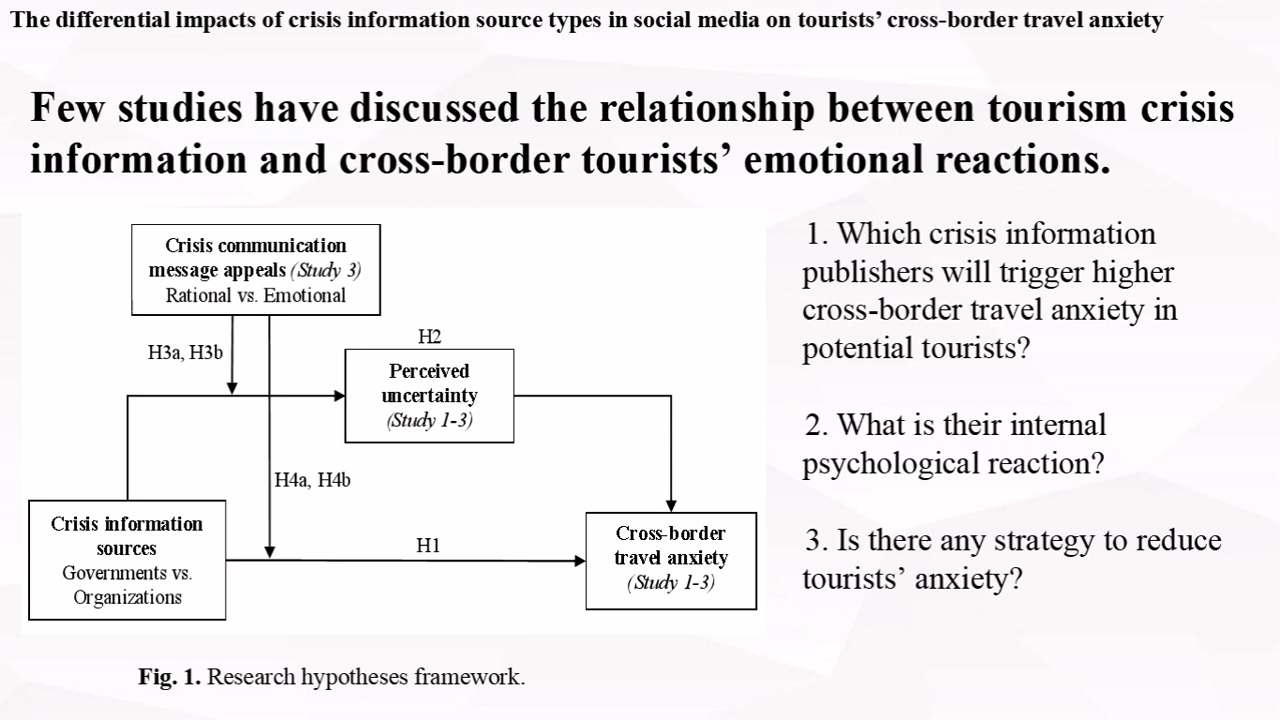 The differential impacts of crisis information source types in social media on tourists’ cross-border travel anxiety
Few studies have discussed the relationship between tourism crisis
information and cross-border tourists’ emotional reactions.
Crisis communication
message appeals (Study 3)
Rational vs. Emotional
H3a, H3b
H2
Perceived
uncertainty
(Study 1-3)
H4a, H4b
Crisis information
sources
Governments vs.
Organizations
H1
Cross-border
travel anxiety
(Study 1-3)
Fig. 1. Research hypotheses framework.
1. Which crisis information
publishers will trigger higher
cross-border travel anxiety in
potential tourists?
2. What is their internal
psychological reaction?
3. Is there any strategy to reduce
tourists’ anxiety?